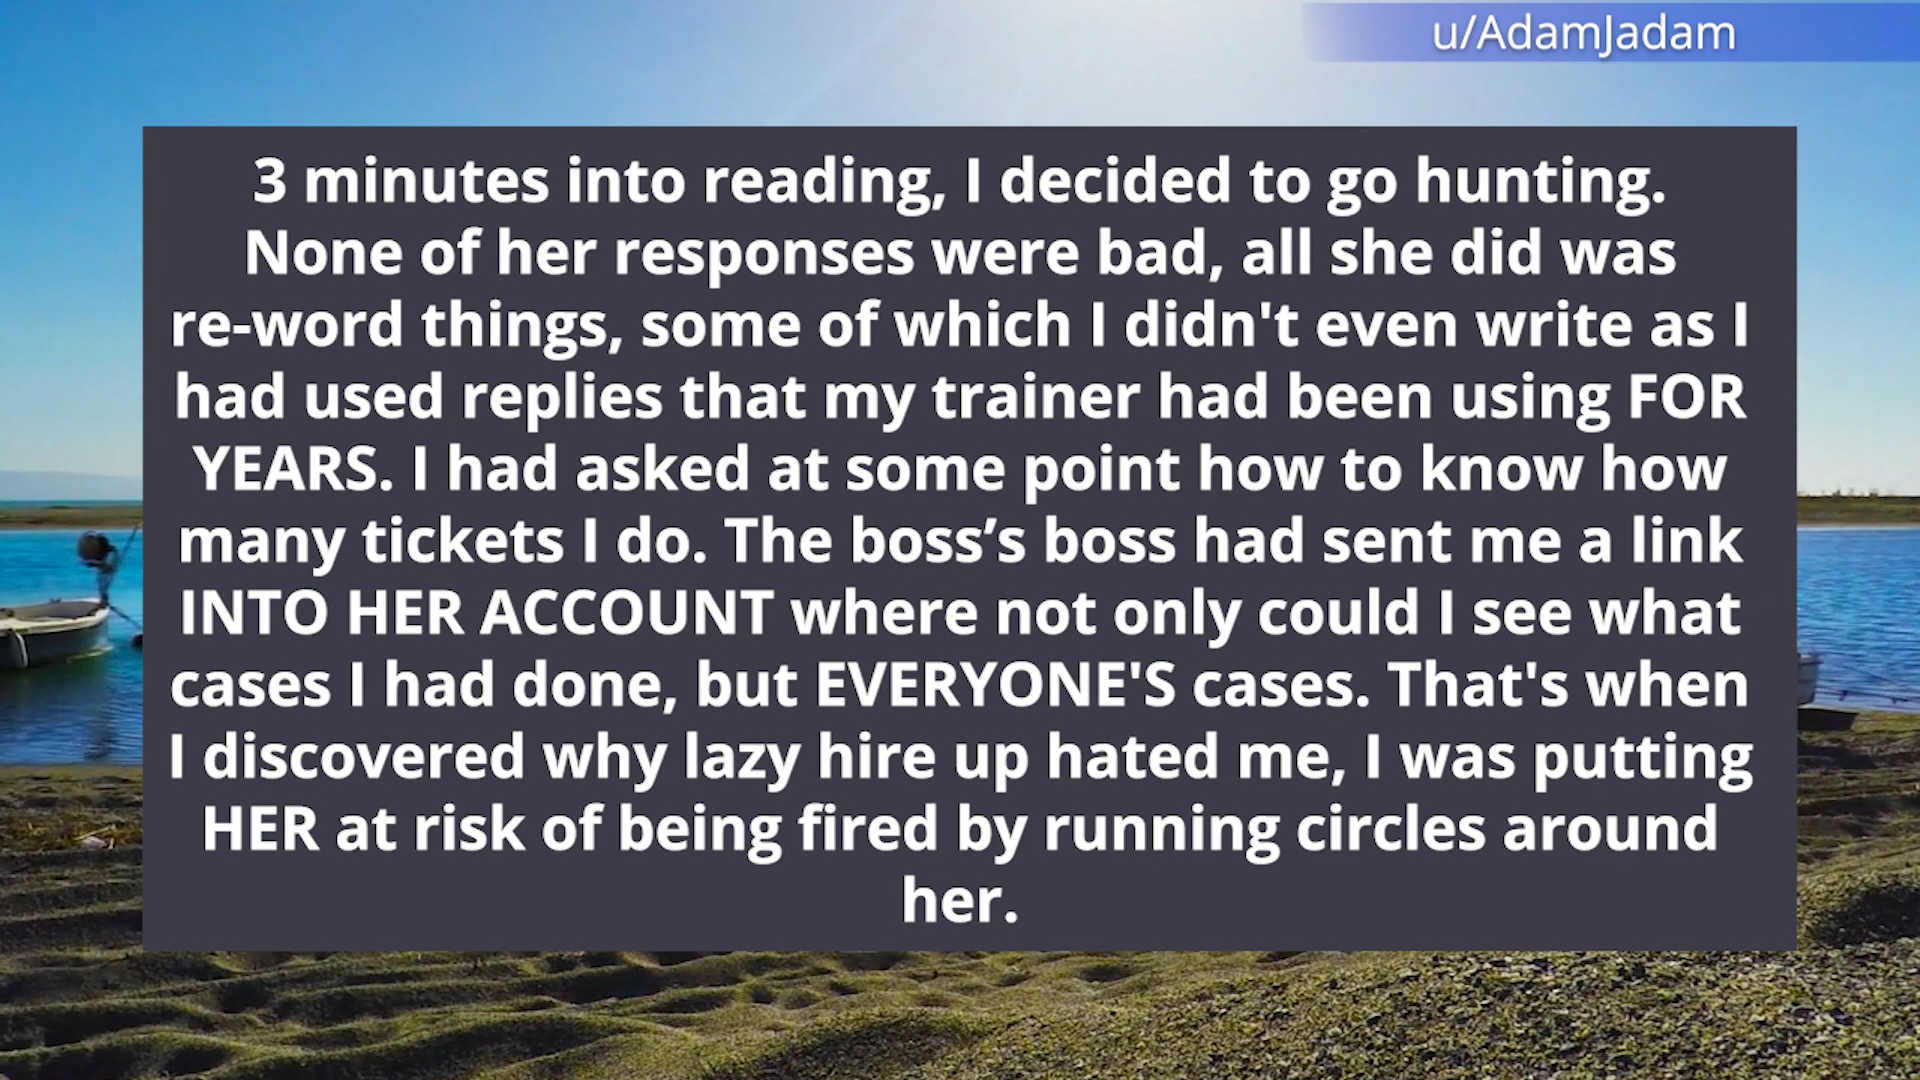 u/AdamJadam
3 minutes into reading, I decided to go hunting.
None of her responses were bad, all she did was
re-word things, some of which I didn't even write as I
had used replies that my trainer had been using FOR
YEARS. I had asked at some point how to know how
many tickets I do. The boss’s boss had sent me a link
INTO HER ACCOUNT where not only could I see what
cases I had done, but EVERYONE'S cases. That's when
I discovered why lazy hire up hated me, I was putting
HER at risk of being fired by running circles around
her.